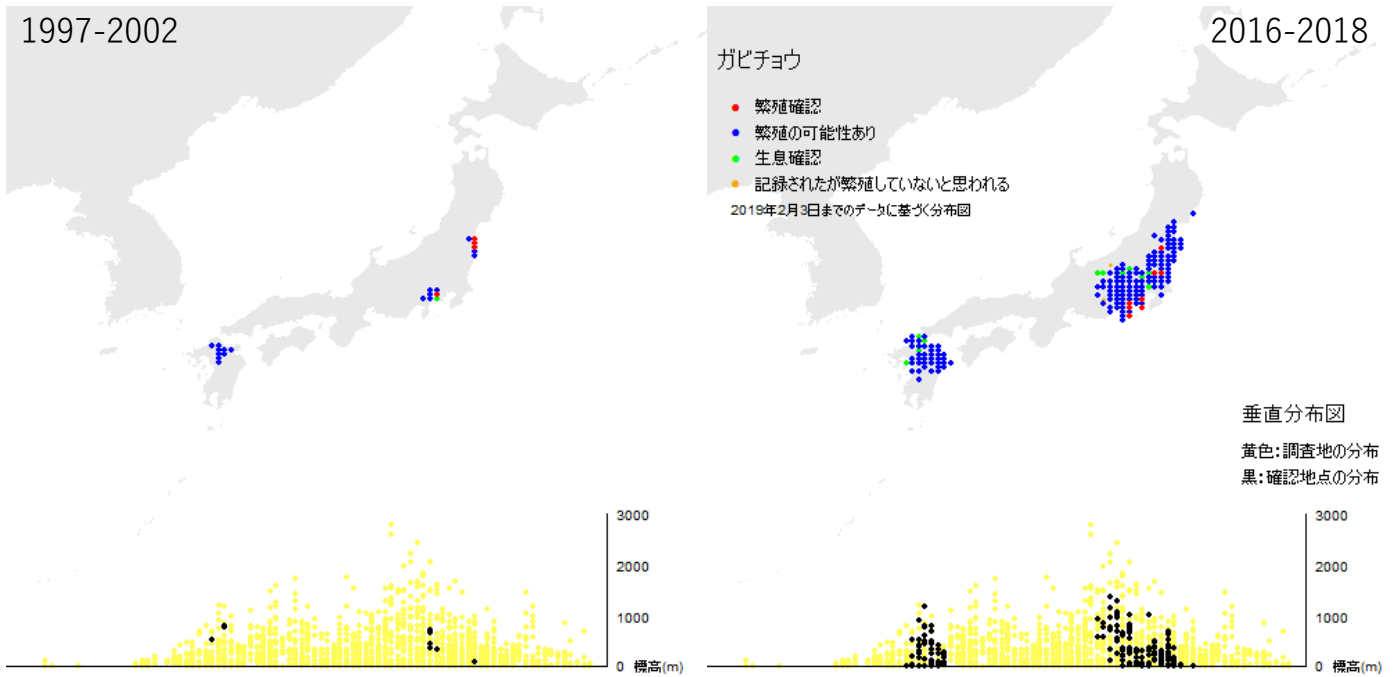 1997-2002
3000
2000
1000
0 標高(m)
2016-2018
ガビチョウ
繁殖確認
繁殖の可能性あり
生息確認
記録されたが繁殖していないと思われる
2019年2月3日までのデータに基づく分布図
垂直分布図
黄色：調査地の分布
黒：確認地点の分布
3000
2000
1000
0 標高(m)